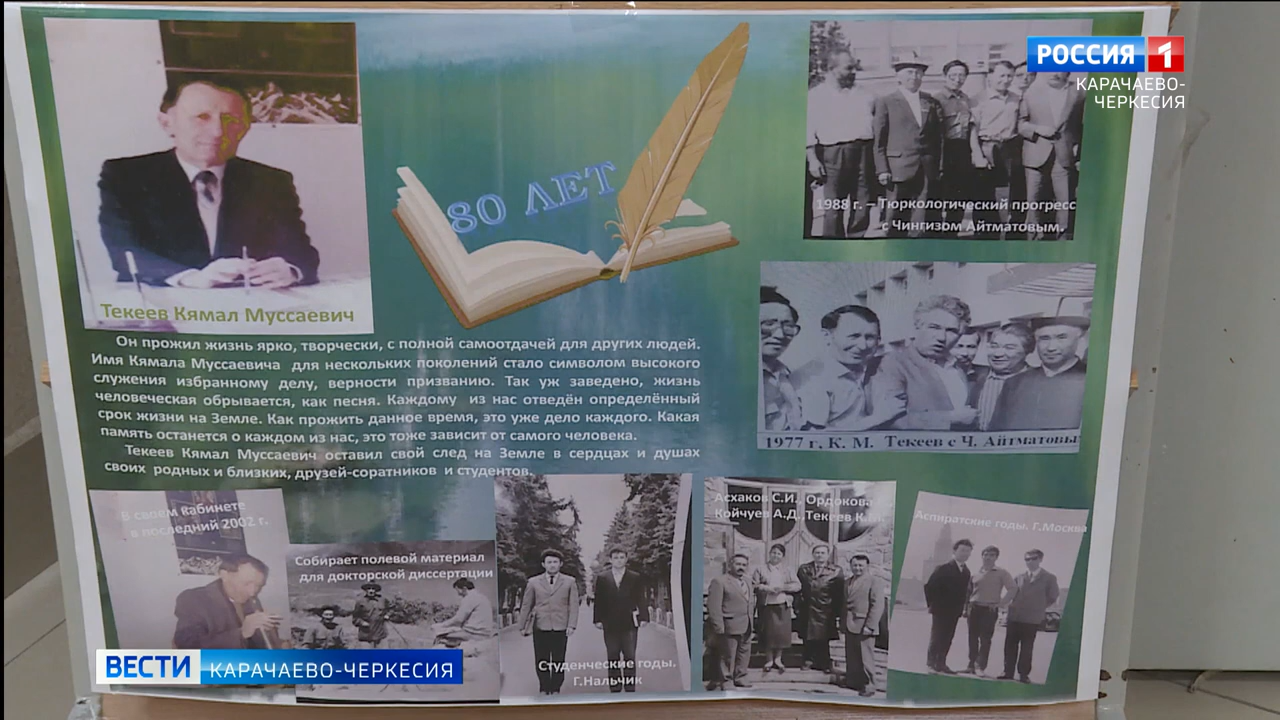 РОССИЯ 1
КАРАЧАЕВО-
ЧЕРКЕСИЯ
80 ЛЕТ
1988 г. – Тюркологический прогресс
с Чингизом Айтматовым.
Текеев Кямал Муссаевич
Он прожил жизнь ярко, творчески, с полной самоотдачей для других людей.
Имя Кямала Муссаевича для нескольких поколений стало символом высокого
служения избранному делу, верности призванию. Так уж заведено, жизнь
человеческая обрывается, как песня. Каждому из нас отведён определённый
срок жизни на Земле. Как прожить данное время, это уже дело каждого. Какая
память останется о каждом из нас, это тоже зависит от самого человека.
Текеев Кямал Муссаевич оставил свой след на Земле в сердцах и душах
своих родных и близких, друзей-соратников и студентов.
1977 г. К. М. Текеев с Ч. Айтматовы
В своем кабинете
в последний 2002 г.
Собирает полевой материал
для докторской диссертации
Студенческие годы.
Г.Нальчик
Асхаков С.И., Ордокова
Койчуев А.Д., Текеев К.М.
Аспиратские годы. Г.Москва
ВЕСТИ КАРАЧАЕВО-ЧЕРКЕСИЯ